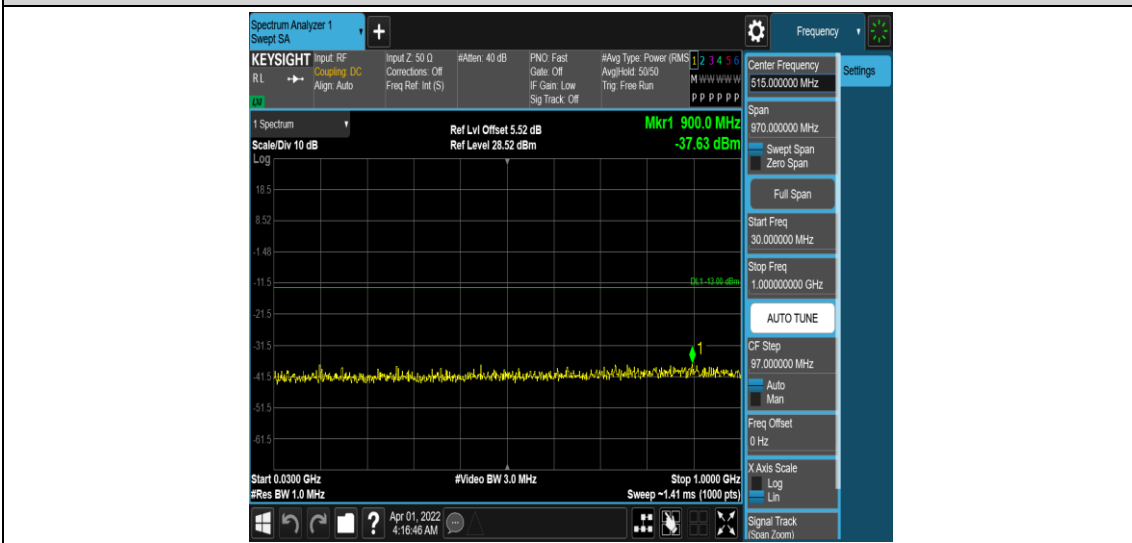 Spectrum Analyzer 1
Swept SA
+
Frequency
KEYSIGHT
RL
LXI
Input: RF
Coupling: DC
Align: Auto
Input Z: 50 Ω
Corrections: Off
Freq Ref: Int (S)
#Atten: 40 dB
PNO: Fast
Gate: Off
IF Gain: Low
Sig Track: Off
#Avg Type: Power (RMS
Avg|Hold: 50/50
Trig: Free Run
1 2 3 4 5 6
M W W W W W
P P P P P P
1 Spectrum
Scale/Div 10 dB
Log
Ref Lvl Offset 5.52 dB
Ref Level 28.52 dBm
Mkr1 900.0 MHz
-37.63 dBm
18.5
8.52
-1.48
-11.5
-21.5
-31.5
-41.5
-51.5
-61.5
DL1 -13.00 dBm
1
Start 0.0300 GHz
#Res BW 1.0 MHz
#Video BW 3.0 MHz
Stop 1.0000 GHz
Sweep ~1.41 ms (1000 pts)
?
Apr 01, 2022
4:16:46 AM
Center Frequency
515.000000 MHz
Settings
Span
970.000000 MHz
Swept Span
Zero Span
Full Span
Start Freq
30.000000 MHz
Stop Freq
1.000000000 GHz
AUTO TUNE
CF Step
97.000000 MHz
Auto
Man
Freq Offset
0 Hz
X Axis Scale
Log
Lin
Signal Track
(Span Zoom)